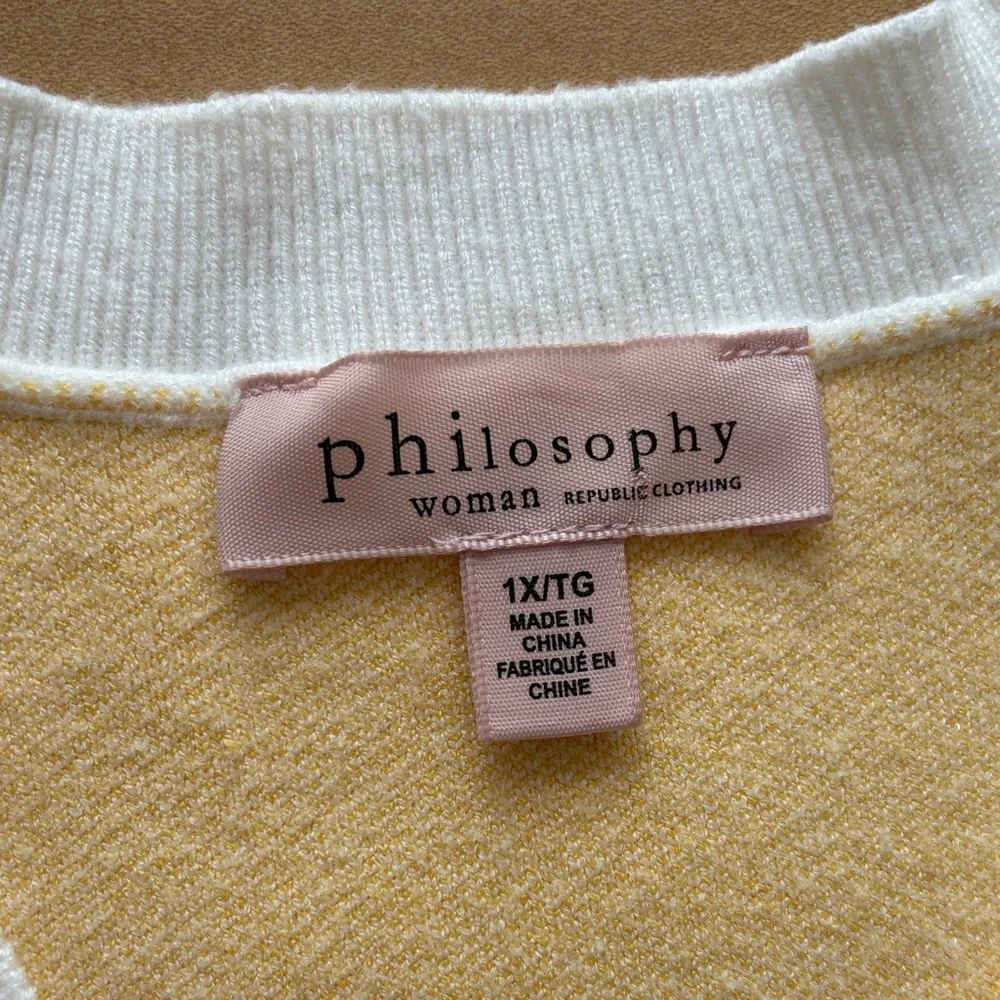 philosophy
woman REPUBLIC CLOTHING
1X/TG
MADE IN
CHINA
FABRIQUÉ EN
CHINE